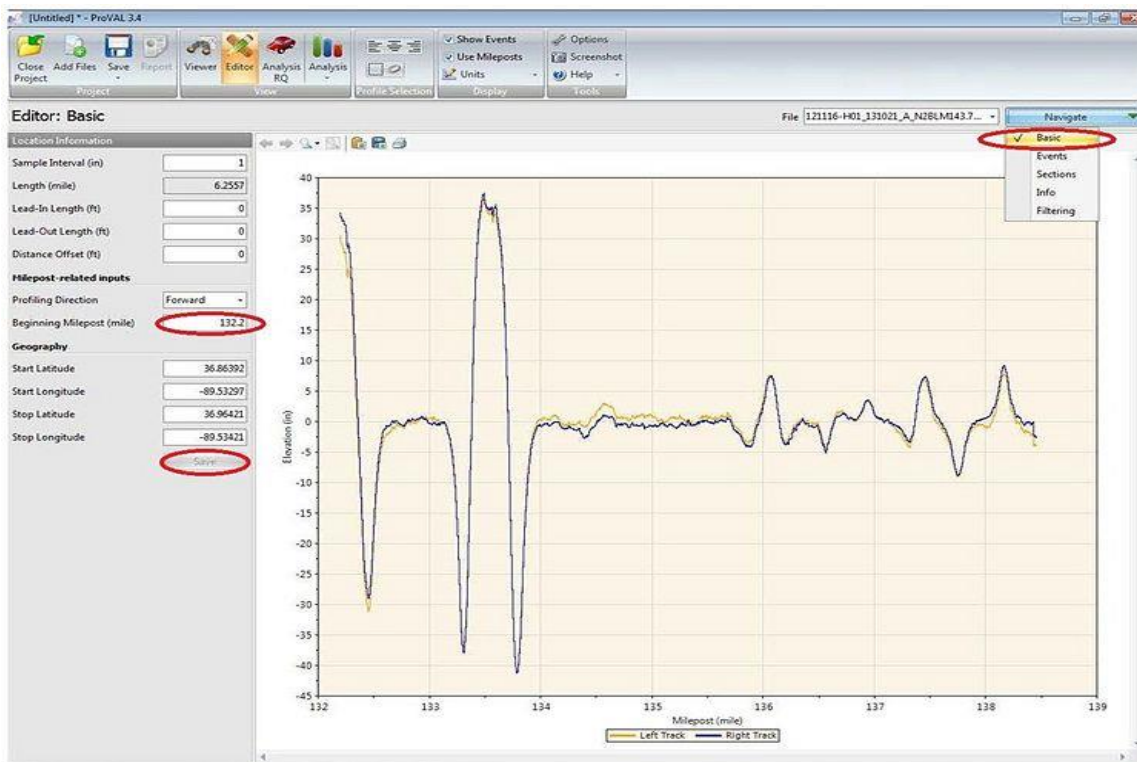 [Untitled] * - ProVAL 3.4
Close Project
Add Files
Save
Report
Viewer
Editor
Analysis RQ
Analysis
Show Events
Use Mileposts
Units
Options
Screenshot
Help
Project
View
Profile Selection
Display
Tools
Editor: Basic
File 121116-H01_131021_A_N2BLM143.7...
Navigate
Basic
Events
Sections
Info
Filtering
Location Information
Sample Interval (in) 1
Length (mile) 6.2557
Lead-In Length (ft) 0
Lead-Out Length (ft) 0
Distance Offset (ft) 0
Milepost-related inputs
Profiling Direction Forward
Beginning Milepost (mile) 132.2
Geography
Start Latitude 36.86392
Start Longitude -89.53297
Stop Latitude 36.96421
Stop Longitude -89.53421
Save
40
35
30
25
20
15
10
5
0
-5
-10
-15
-20
-25
-30
-35
-40
-45
Elevation (in)
132 133 134 135 136 137 138 139
Milepost (mile)
Left Track Right Track